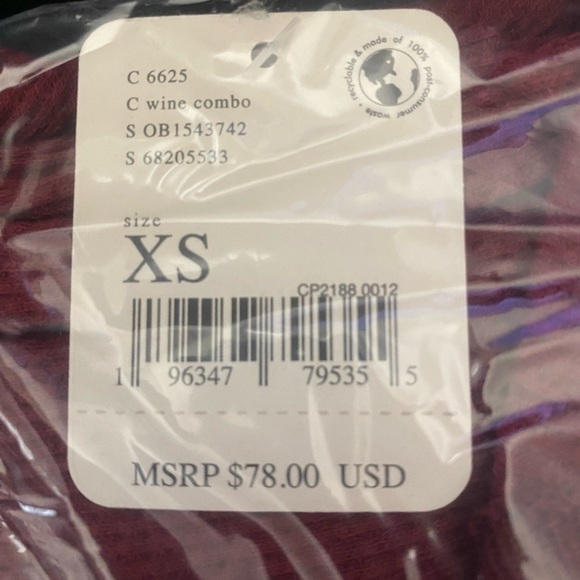 C 6625
C wine combo
S OB1543742
S 68205533
recyclable & made of 100% post-consumer waste •
size
XS
CP2188 0012
1 96347 79535 5
MSRP $78.00 USD